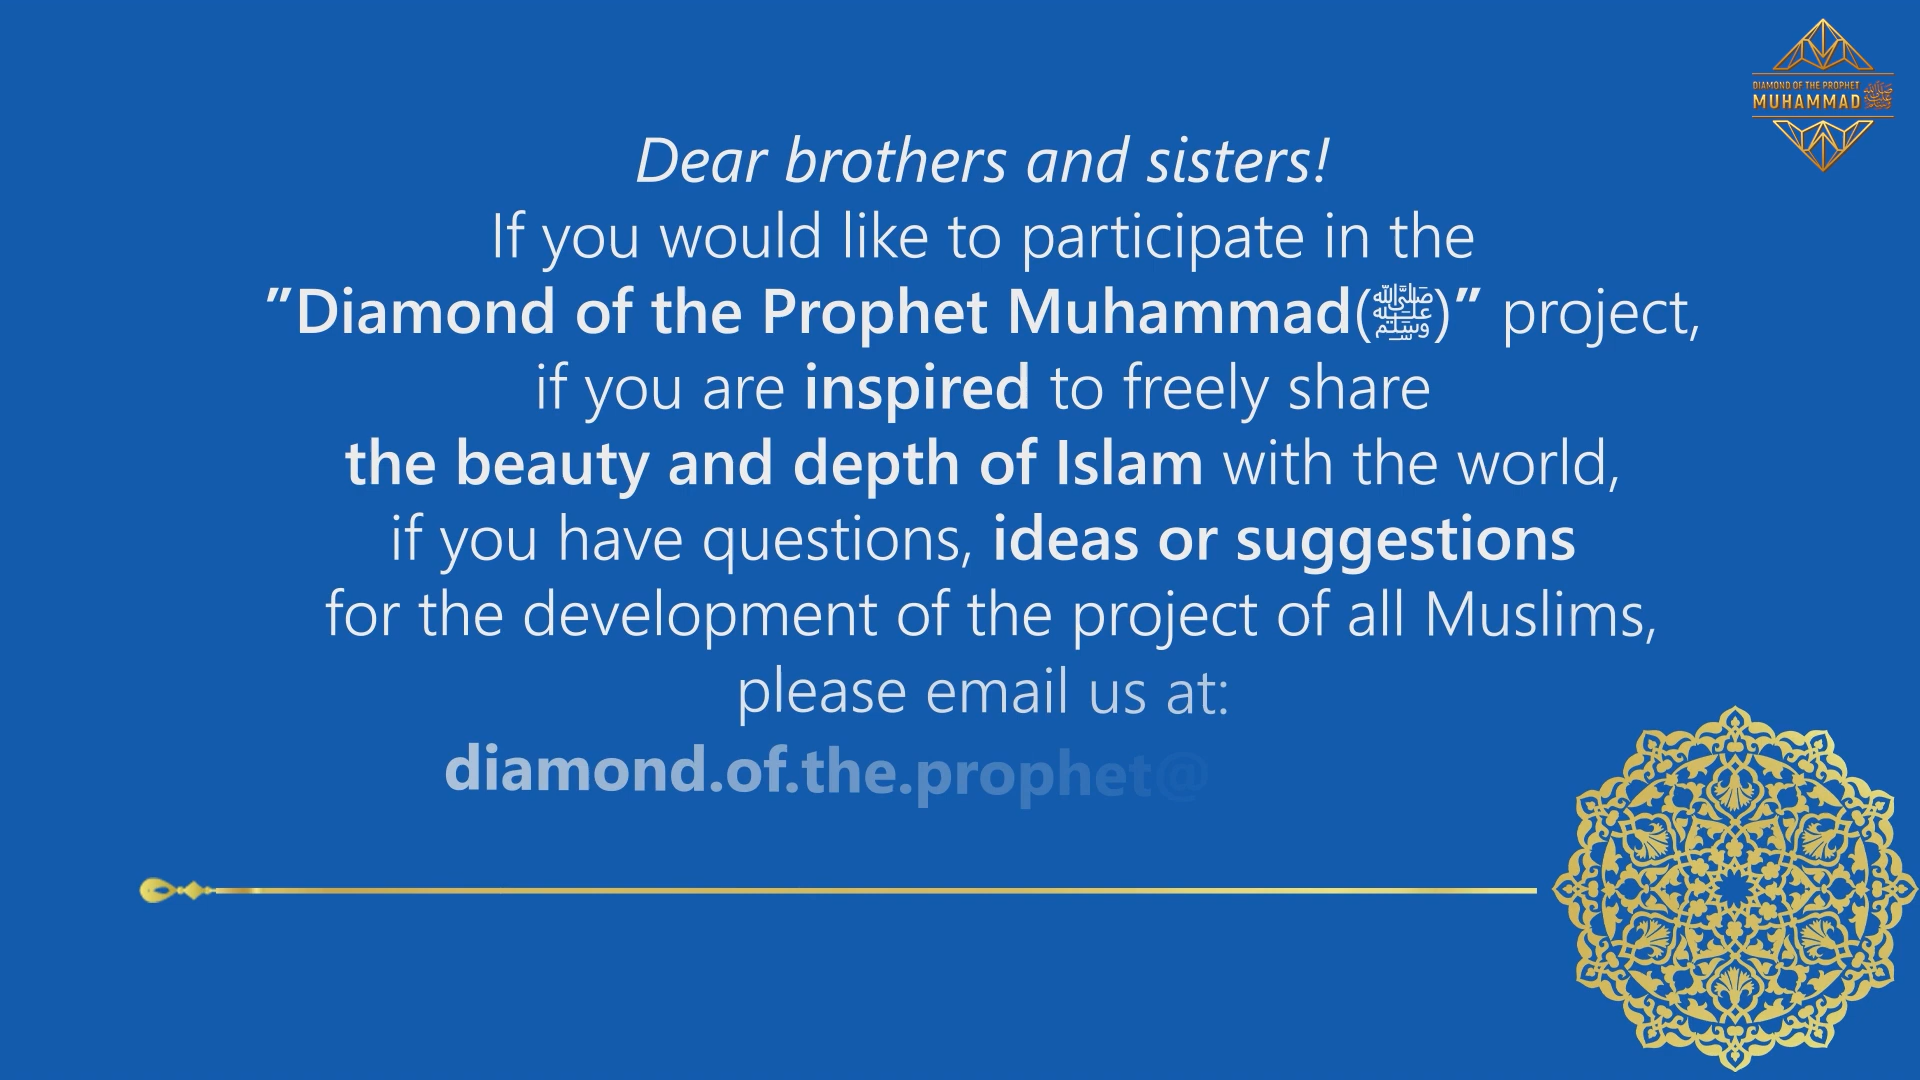 DIAMOND OF THE PROPHET
MUHAMMAD ﷺ
Dear brothers and sisters!
If you would like to participate in the
”Diamond of the Prophet Muhammad(ﷺ)” project,
if you are inspired to freely share
the beauty and depth of Islam with the world,
if you have questions, ideas or suggestions
for the development of the project of all Muslims,
please email us at:
diamond.of.the.prophet@